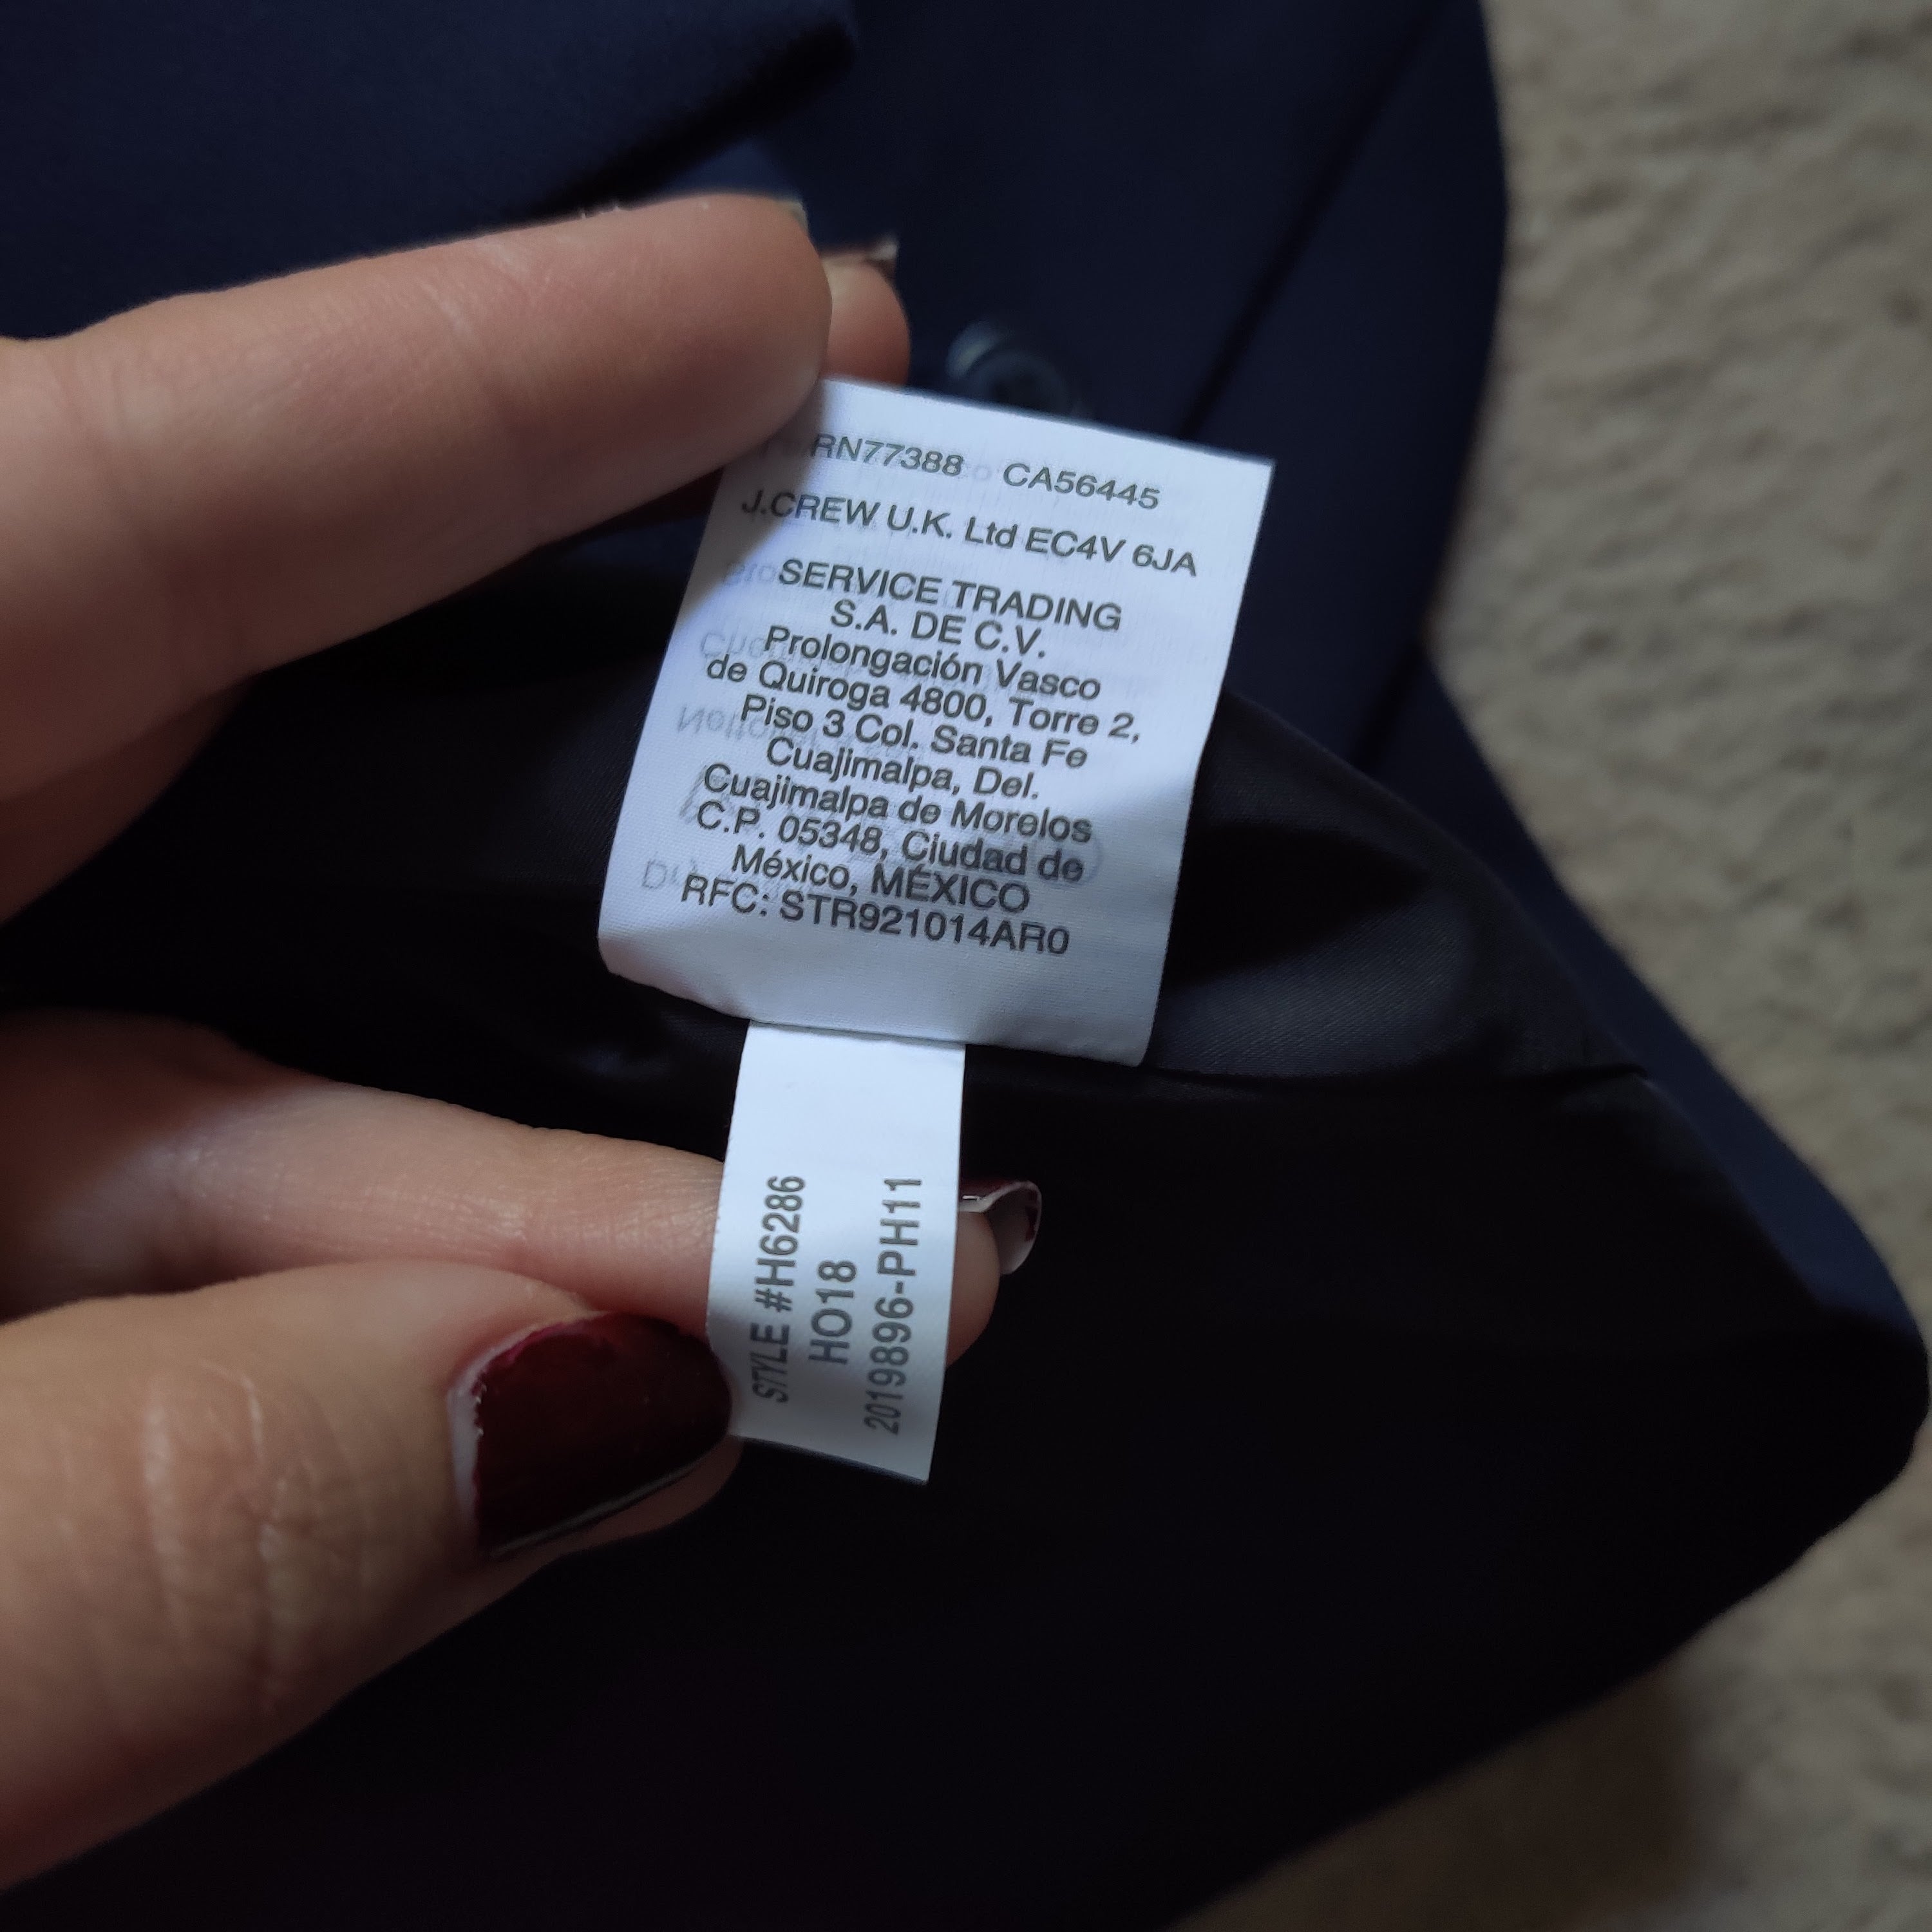 RN77388 CA56445
J.CREW U.K. Ltd EC4V 6JA
SERVICE TRADING
S.A. DE C.V.
Prolongación Vasco
de Quiroga 4800, Torre 2,
Piso 3 Col. Santa Fe
Cuajimalpa, Del.
Cuajimalpa de Morelos
C.P. 05348, Ciudad de
México, MÉXICO
RFC: STR921014AR0
STYLE #H6286
HO18
2019896-PH11